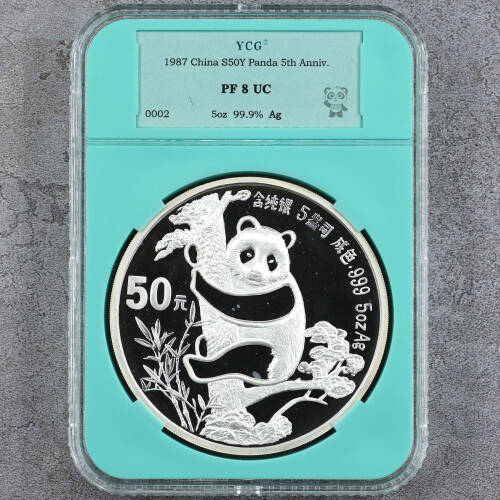 YCG
1987 China S50Y Panda 5th Anniv.
PF 8 UC
0002
5oz 99.9% Ag
含纯银 5盎司 成色.999 5ozAg
50元